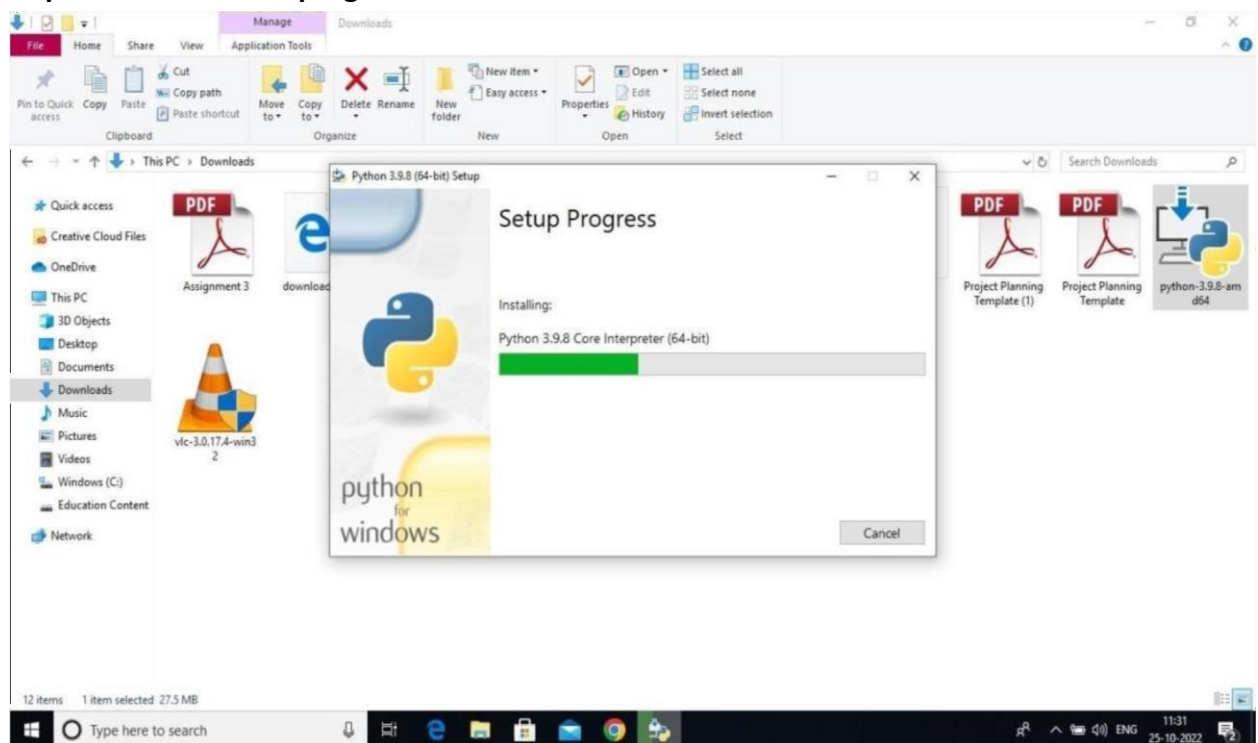 Manage
Downloads
File
Home
Share
View
Application Tools
Pin to Quick
access
Copy
Paste
Cut
Copy path
Paste shortcut
Clipboard
Move
to
Copy
to
Delete
Rename
Organize
New
folder
New item
Easy access
New
Properties
Open
Edit
History
Open
Select all
Select none
Invert selection
Select
This PC > Downloads
Search Downloads
Quick access
Creative Cloud Files
OneDrive
This PC
3D Objects
Desktop
Documents
Downloads
Music
Pictures
Videos
Windows (C:)
Education Content
Network
PDF
Assignment 3
download
vlc-3.0.17.4-win3
2
Python 3.9.8 (64-bit) Setup
Setup Progress
Installing:
Python 3.9.8 Core Interpreter (64-bit)
python
for
windows
Cancel
PDF
Project Planning
Template (1)
PDF
Project Planning
Template
python-3.9.8-am
d64
12 items
1 item selected 27.5 MB
Type here to search
ENG
11:31
25-10-2022
2